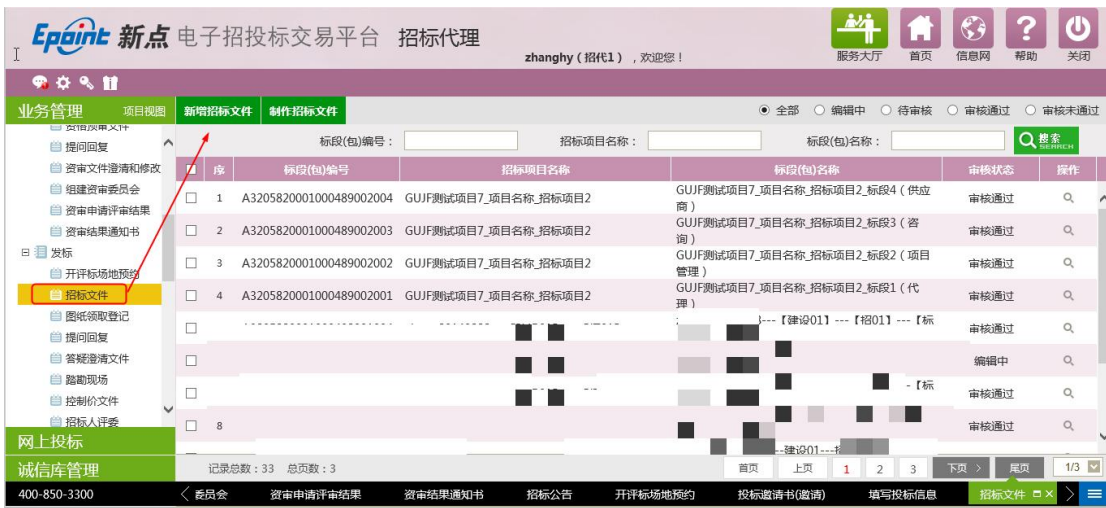 Epoint 新点 电子招投标交易平台 招标代理
zhanghy（招代1），欢迎您！
服务大厅 首页 信息网 帮助 关闭
业务管理 项目视图
新增招标文件 制作招标文件
全部 编辑中 待审核 审核通过 审核未通过
标段(包)编号： 招标项目名称： 标段(包)名称： 搜索 SEARCH
资格预审文件
提问回复
资审文件澄清和修改
组建资审委员会
资审申请评审结果
资审结果通知书
发标
开评标场地预约
招标文件
图纸领取登记
提问回复
答疑澄清文件
踏勘现场
控制价文件
招标人评委
网上投标
诚信库管理
序 标段(包)编号 招标项目名称 标段(包)名称 审核状态 操作
1 A3205820001000489002004 GUJF测试项目7_项目名称_招标项目2 GUJF测试项目7_项目名称_招标项目2_标段4（供应
商） 审核通过
2 A3205820001000489002003 GUJF测试项目7_项目名称_招标项目2 GUJF测试项目7_项目名称_招标项目2_标段3（咨
询） 审核通过
3 A3205820001000489002002 GUJF测试项目7_项目名称_招标项目2 GUJF测试项目7_项目名称_招标项目2_标段2（项目
管理） 审核通过
4 A3205820001000489002001 GUJF测试项目7_项目名称_招标项目2 GUJF测试项目7_项目名称_招标项目2_标段1（代
理） 审核通过
---【建设01】---【招01】---【标
审核通过
编辑中
-【标
审核通过
8 审核通过
--建设01---招
记录总数：33 总页数：3
首页 上页 1 2 3 下页 > 尾页 1/3
400-850-3300
委员会 资审申请评审结果 资审结果通知书 招标公告 开评标场地预约 投标邀请书(邀请) 填写投标信息 招标文件